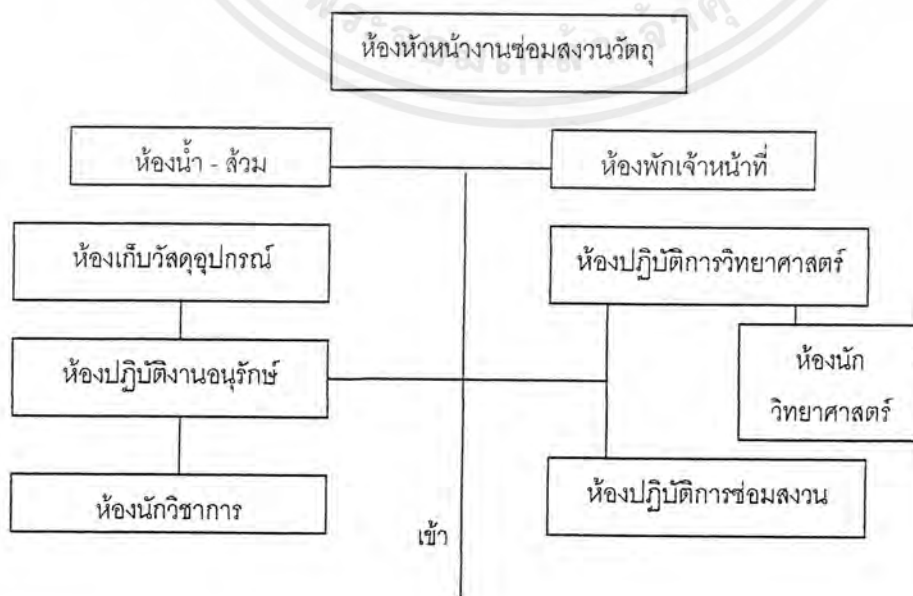 ห้องหัวหน้างานซ่อมสงวนวัตถุ
ห้องน้ำ - ส้วม
ห้องพักเจ้าหน้าที่
ห้องเก็บวัสดุอุปกรณ์
ห้องปฏิบัติการวิทยาศาสตร์
ห้องปฏิบัติงานอนุรักษ์
ห้องนัก
วิทยาศาสตร์
ห้องนักวิชาการ
ห้องปฏิบัติการซ่อมสงวน
เข้า